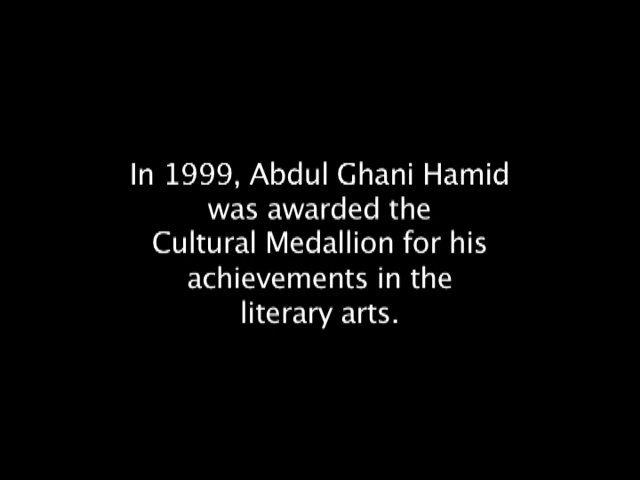 In 1999, Abdul Ghani Hamid
was awarded the
Cultural Medallion for his
achievements in the
literary arts.